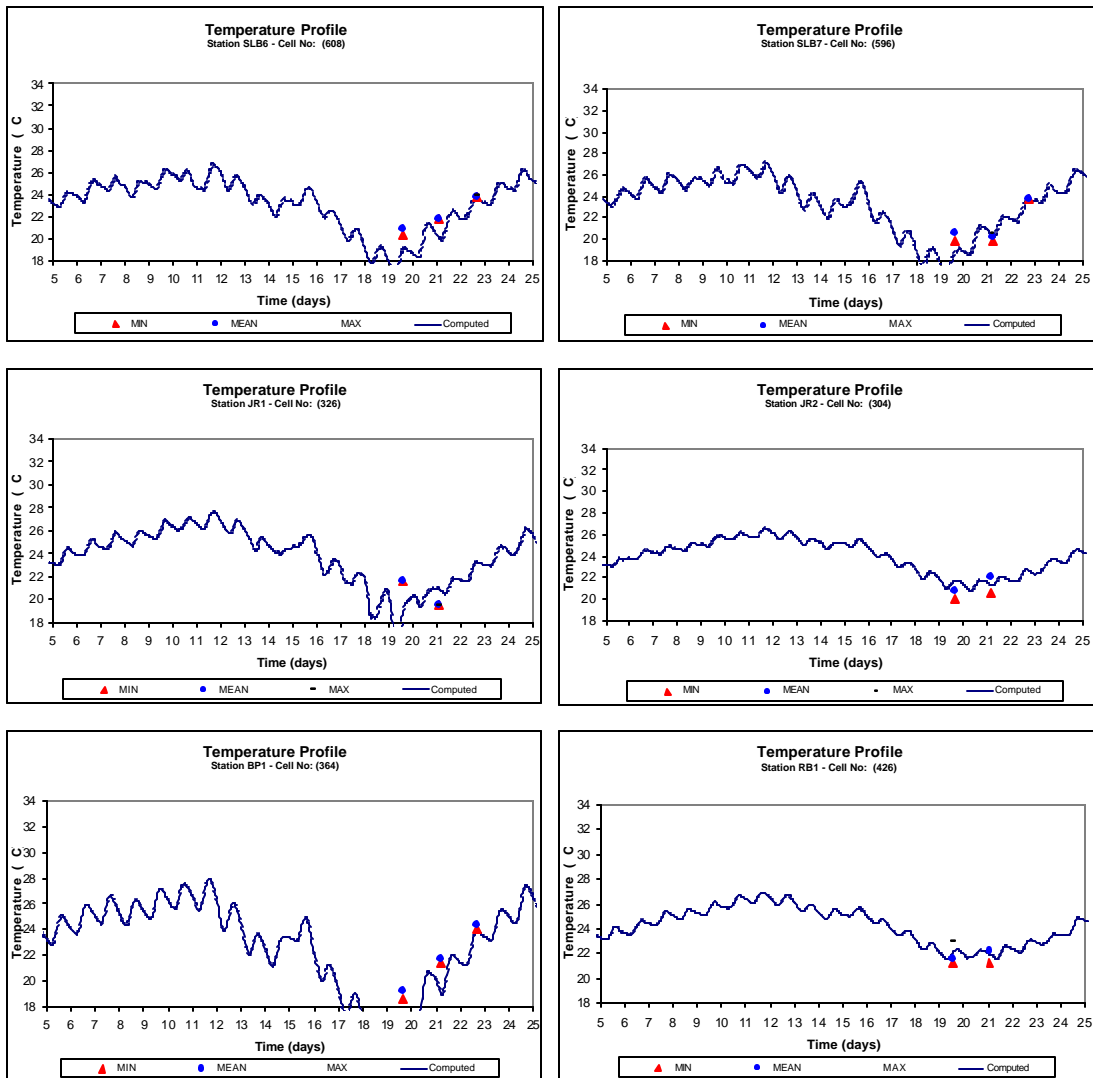 Temperature Profile
Station SLB6 - Cell No: (608)
34
32
30
28
26
24
22
20
18
Temperature ( C
5 6 7 8 9 10 11 12 13 14 15 16 17 18 19 20 21 22 23 24 25
Time (days)
MIN MEAN MAX Computed
Temperature Profile
Station SLB7 - Cell No: (596)
34
32
30
28
26
24
22
20
18
Temperature ( C
5 6 7 8 9 10 11 12 13 14 15 16 17 18 19 20 21 22 23 24 25
Time (days)
MIN MEAN MAX Computed
Temperature Profile
Station JR1 - Cell No: (326)
34
32
30
28
26
24
22
20
18
Temperature ( C
5 6 7 8 9 10 11 12 13 14 15 16 17 18 19 20 21 22 23 24 25
Time (days)
MIN MEAN MAX Computed
Temperature Profile
Station JR2 - Cell No: (304)
34
32
30
28
26
24
22
20
18
Temperature ( C
5 6 7 8 9 10 11 12 13 14 15 16 17 18 19 20 21 22 23 24 25
Time (days)
MIN MEAN MAX Computed
Temperature Profile
Station BP1 - Cell No: (364)
34
32
30
28
26
24
22
20
18
Temperature ( C
5 6 7 8 9 10 11 12 13 14 15 16 17 18 19 20 21 22 23 24 25
Time (days)
MIN MEAN MAX Computed
Temperature Profile
Station RB1 - Cell No: (426)
34
32
30
28
26
24
22
20
18
Temperature ( C
5 6 7 8 9 10 11 12 13 14 15 16 17 18 19 20 21 22 23 24 25
Time (days)
MIN MEAN MAX Computed